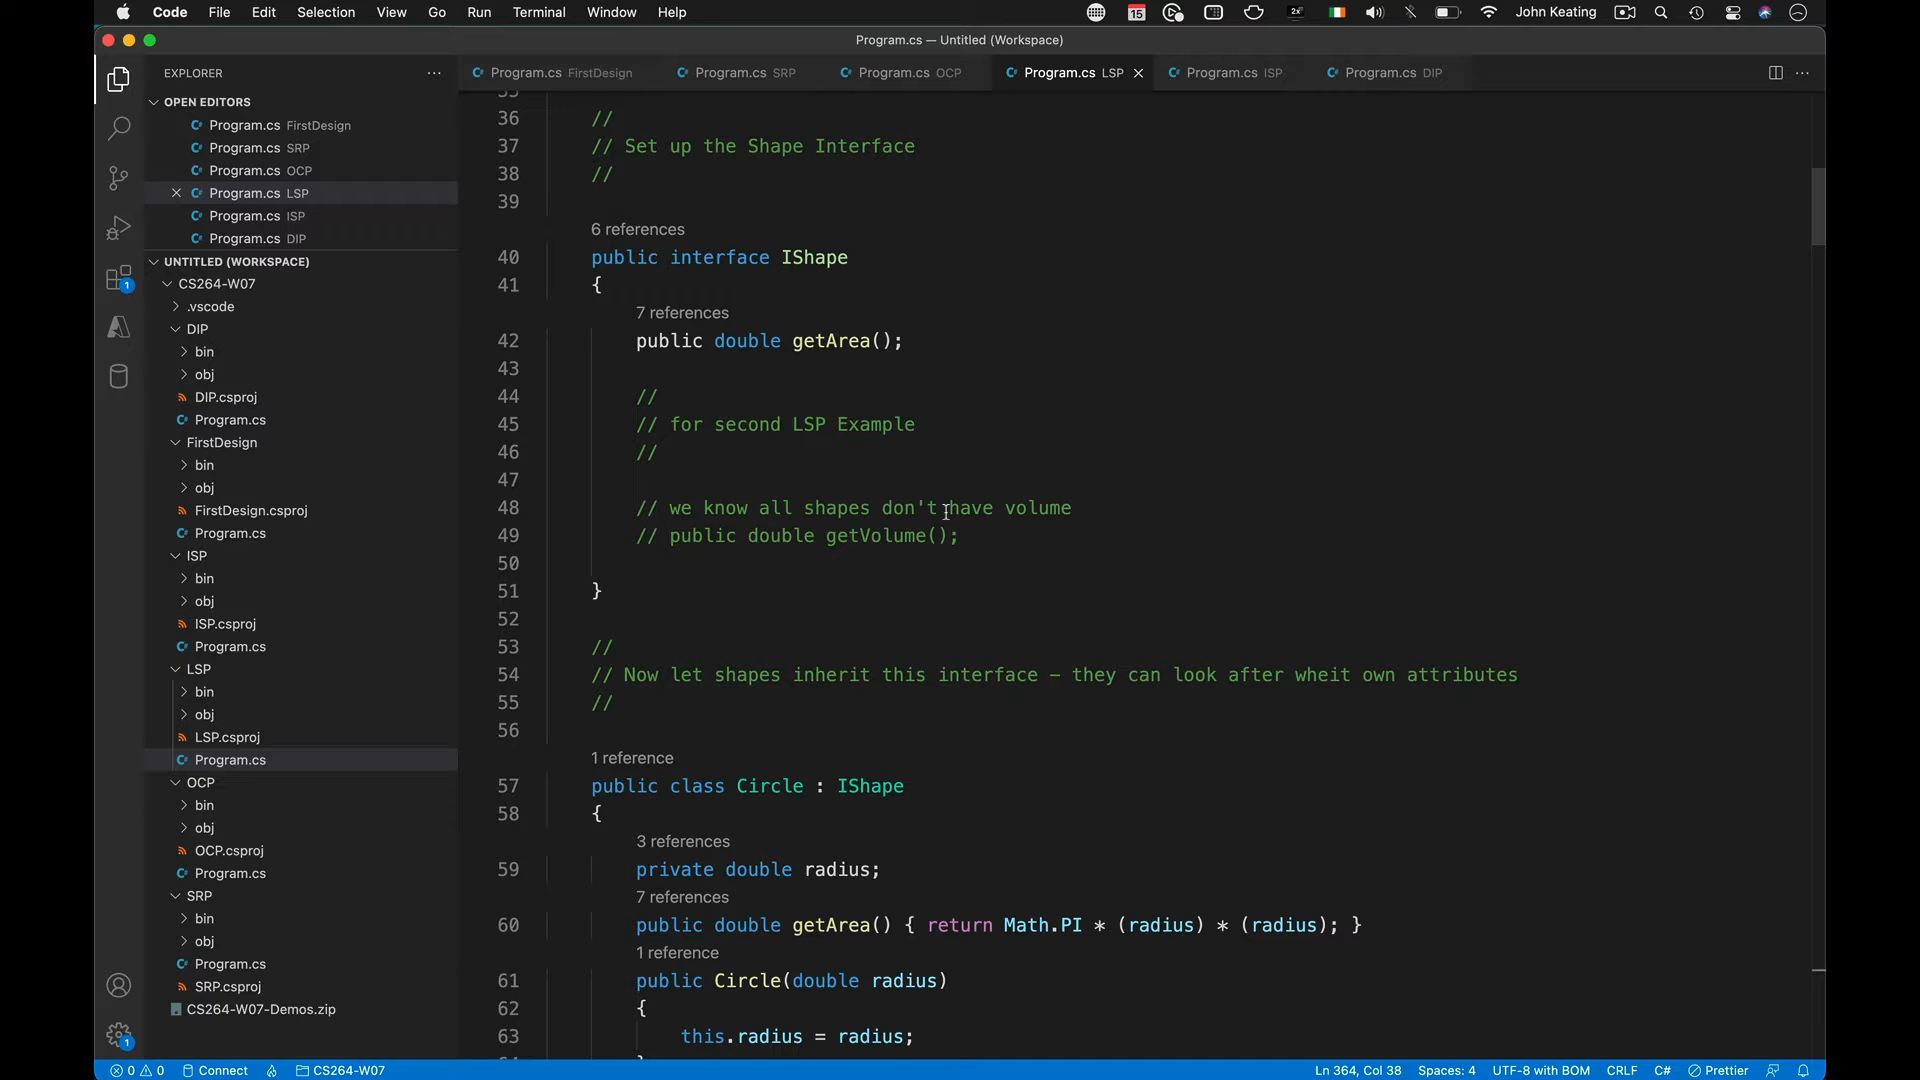 Code File Edit Selection View Go Run Terminal Window Help
15
2x
John Keating
Program.cs — Untitled (Workspace)
EXPLORER
OPEN EDITORS
Program.cs FirstDesign
Program.cs SRP
Program.cs OCP
Program.cs LSP
Program.cs ISP
Program.cs DIP
UNTITLED (WORKSPACE)
CS264-W07
.vscode
DIP
bin
obj
DIP.csproj
Program.cs
FirstDesign
bin
obj
FirstDesign.csproj
Program.cs
ISP
bin
obj
ISP.csproj
Program.cs
LSP
bin
obj
LSP.csproj
Program.cs
OCP
bin
obj
OCP.csproj
Program.cs
SRP
bin
obj
Program.cs
SRP.csproj
CS264-W07-Demos.zip
1
1
Program.cs FirstDesign Program.cs SRP Program.cs OCP Program.cs LSP Program.cs ISP Program.cs DIP
35
36 //
37 // Set up the Shape Interface
38 //
39
6 references
40 public interface IShape
41 {
7 references
42 public double getArea();
43
44 //
45 // for second LSP Example
46 //
47
48 // we know all shapes don't have volume
49 // public double getVolume();
50
51 }
52
53 //
54 // Now let shapes inherit this interface – they can look after wheit own attributes
55 //
56
1 reference
57 public class Circle : IShape
58 {
3 references
59 private double radius;
7 references
60 public double getArea() { return Math.PI * (radius) * (radius); }
1 reference
61 public Circle(double radius)
62 {
63 this.radius = radius;
0 0 Connect CS264-W07 Ln 364, Col 38 Spaces: 4 UTF-8 with BOM CRLF C# Prettier